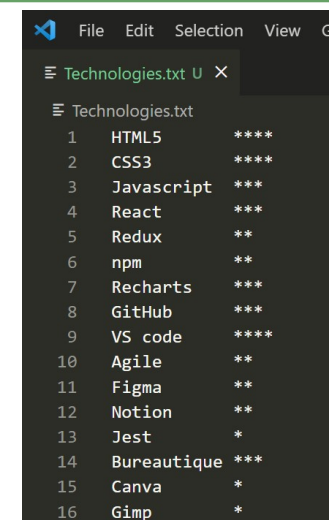 File Edit Selection View
Technologies.txt U
Technologies.txt
1 HTML5 ****
2 CSS3 ****
3 Javascript ***
4 React ***
5 Redux **
6 npm **
7 Recharts ***
8 GitHub ***
9 VS code ****
10 Agile **
11 Figma **
12 Notion **
13 Jest *
14 Bureautique ***
15 Canva *
16 Gimp *